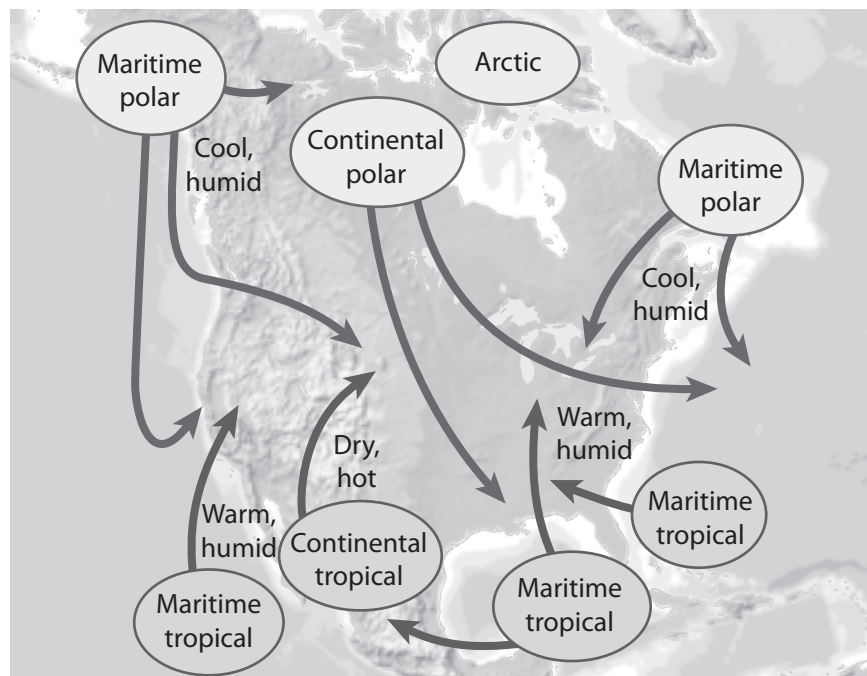 Maritime
polar
Arctic
Cool,
humid
Continental
polar
Maritime
polar
Cool,
humid
Warm,
humid
Dry,
hot
Warm,
humid
Continental
tropical
Maritime
tropical
Maritime
tropical
Maritime
tropical